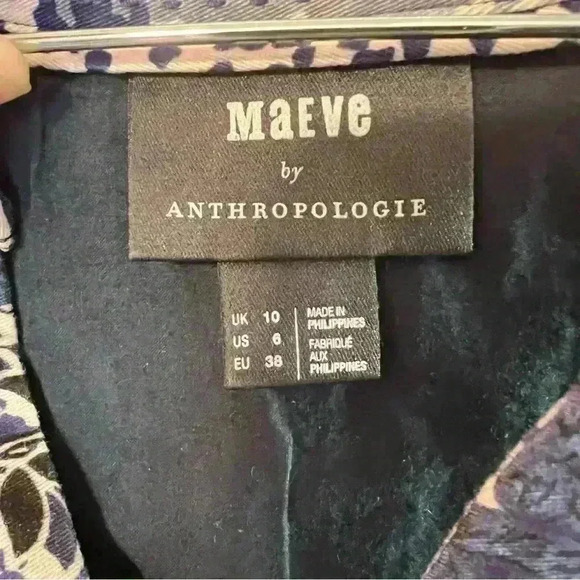 MaEVe
by
ANTHROPOLOGIE
UK 10
US 6
EU 38
MADE IN
PHILIPPINES
FABRIQUÉ
AUX
PHILIPPINES